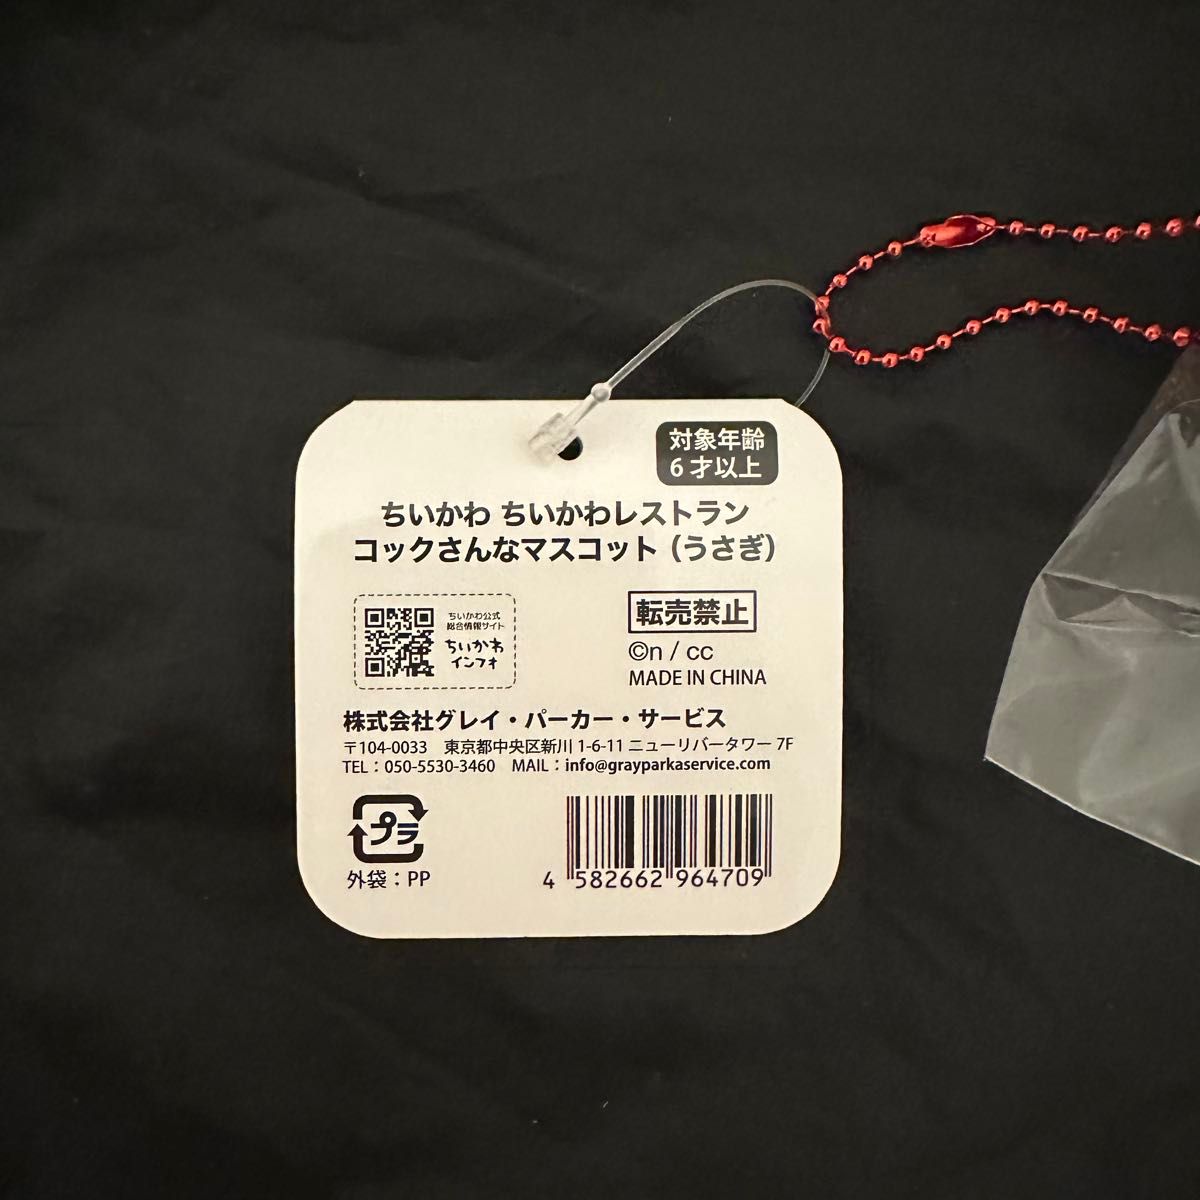 対象年齢
6才以上
ちいかわ ちいかわレストラン
コックさんなマスコット（うさぎ）
ちいかわ公式
総合情報サイト
ちいかわ
インフォ
転売禁止
©n / cc
MADE IN CHINA
株式会社グレイ・パーカー・サービス
〒104-0033　東京都中央区新川 1-6-11 ニューリバータワー 7F
TEL：050-5530-3460　MAIL：info@grayparkaservice.com
プラ
外袋：PP
4 582662 964709